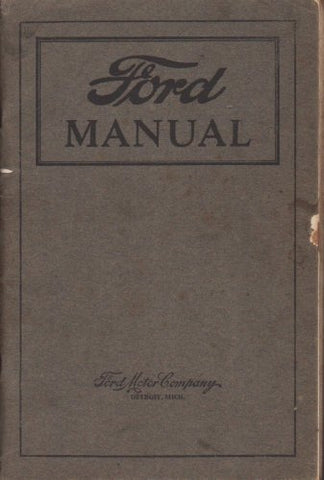 Ford
MANUAL
Ford Motor Company
DETROIT, MICH.